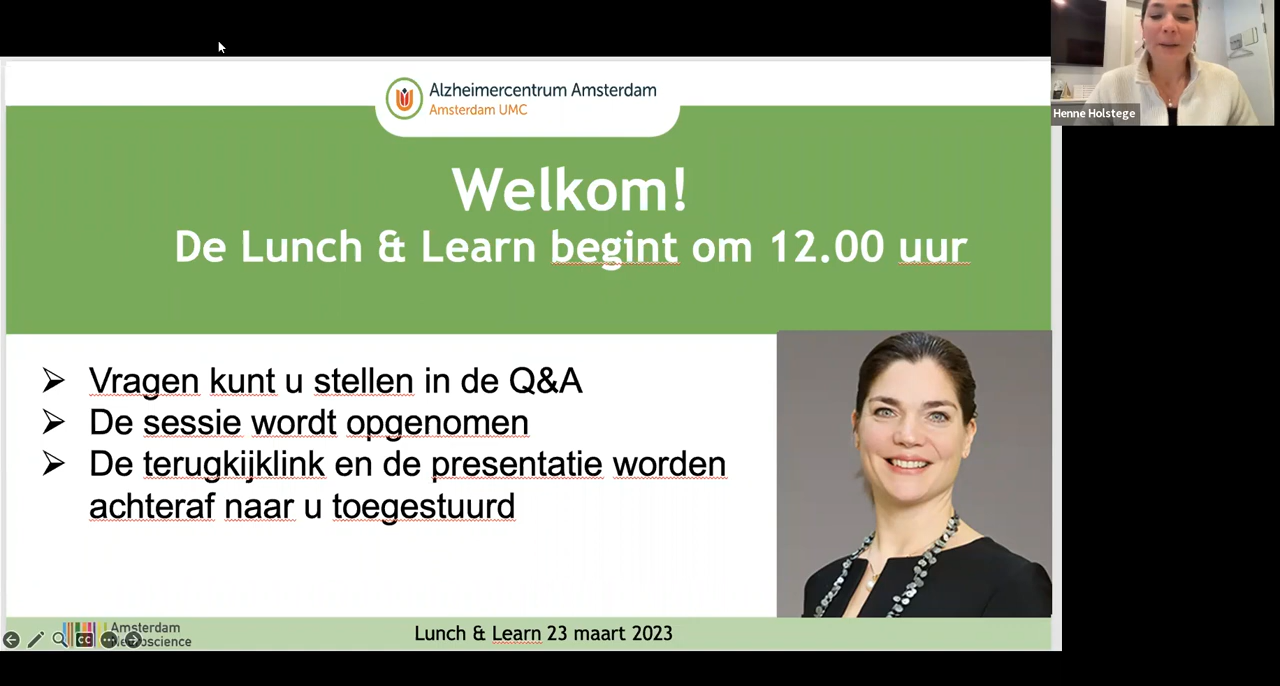 Alzheimercentrum Amsterdam
Amsterdam UMC
Henne Holstege
Welkom!
De Lunch & Learn begint om 12.00 uur
Vragen kunt u stellen in de Q&A
De sessie wordt opgenomen
De terugkijklink en de presentatie worden
achteraf naar u toegestuurd
Amsterdam
CC
Lunch & Learn 23 maart 2023